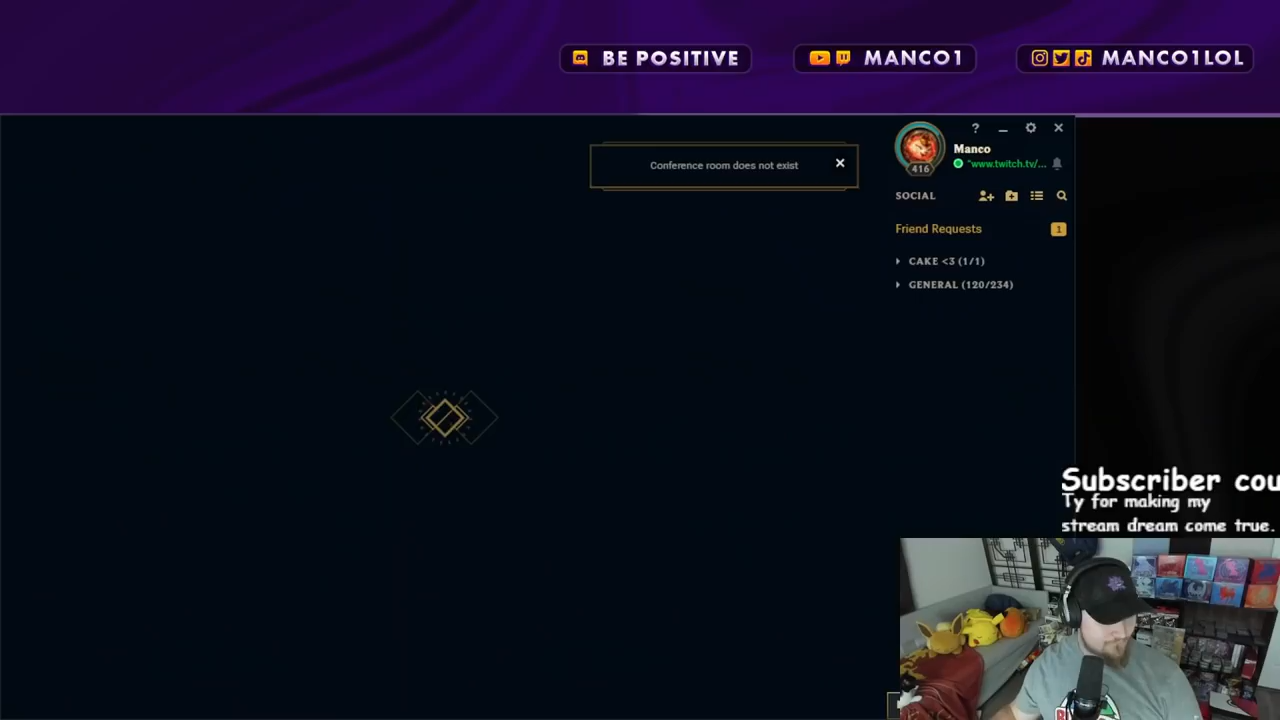 BE POSITIVE
MANCO1
MANCO1LOL
Conference room does not exist
?
Manco
"www.twitch.tv/...
416
SOCIAL
Friend Requests
1
CAKE <3 (1/1)
GENERAL (120/234)
Subscriber cou
Ty for making my
stream dream come true.